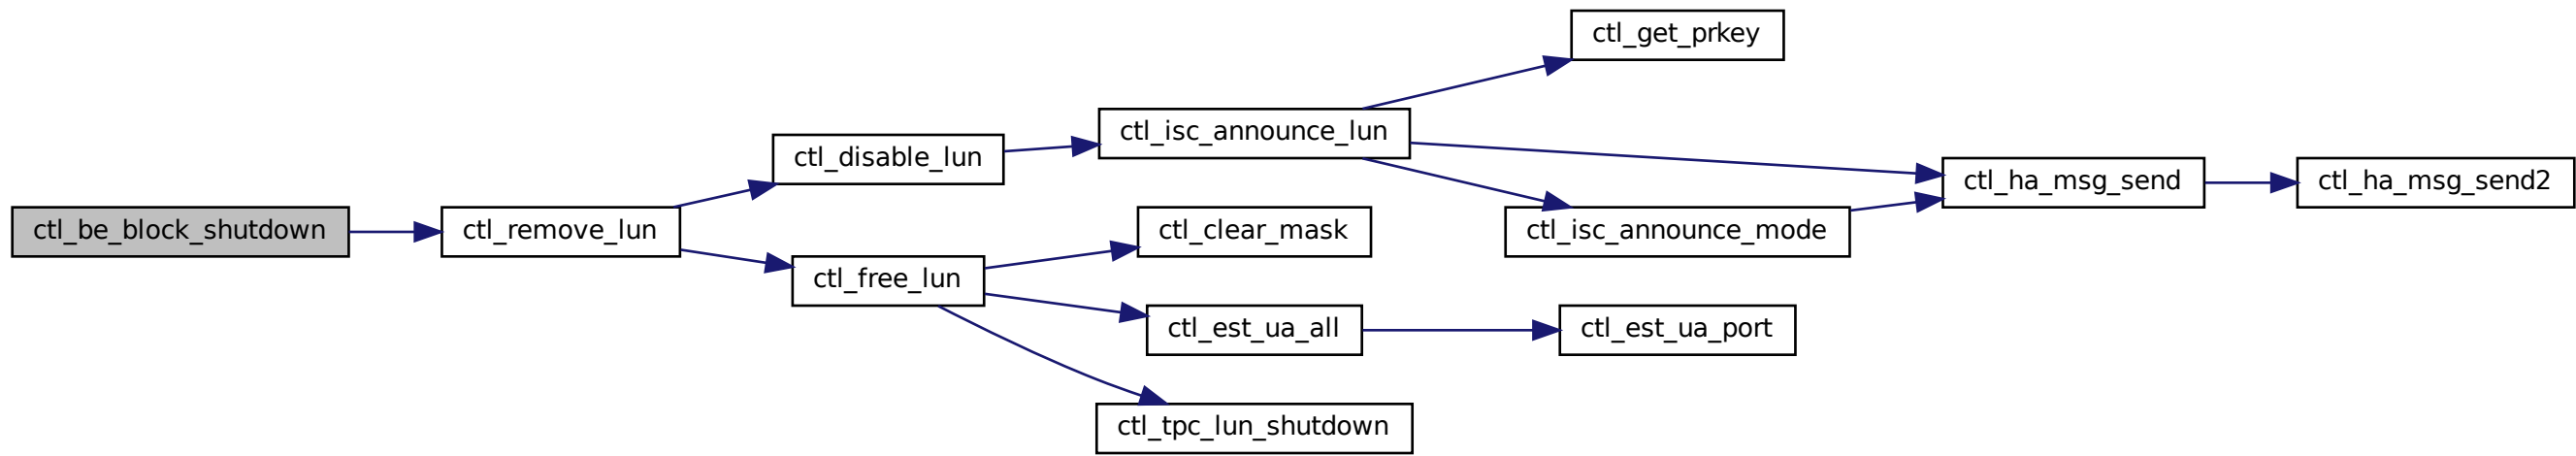 ctl_be_block_shutdown
ctl_remove_lun
ctl_disable_lun
ctl_free_lun
ctl_isc_announce_lun
ctl_clear_mask
ctl_est_ua_all
ctl_tpc_lun_shutdown
ctl_get_prkey
ctl_isc_announce_mode
ctl_est_ua_port
ctl_ha_msg_send
ctl_ha_msg_send2